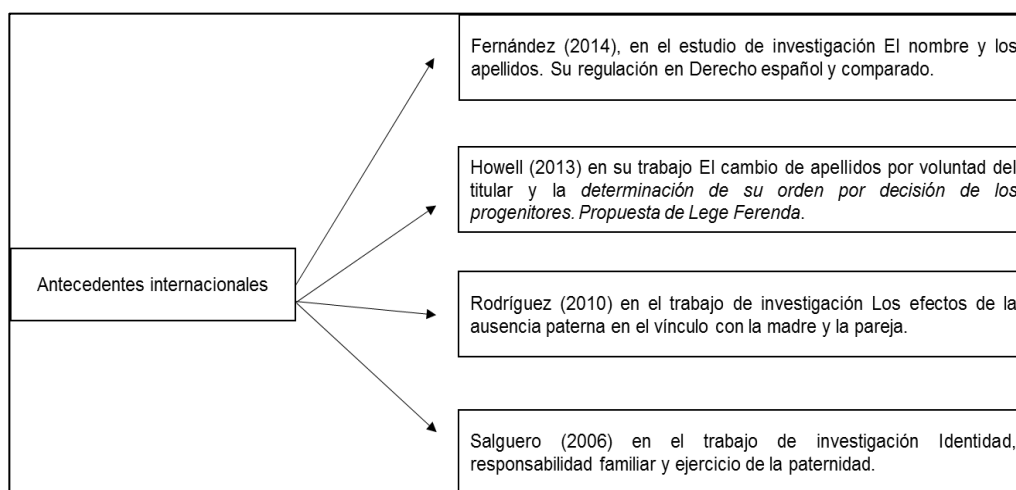 Fernández (2014), en el estudio de investigación El nombre y los
apellidos. Su regulación en Derecho español y comparado.
Howell (2013) en su trabajo El cambio de apellidos por voluntad del
titular y la determinación de su orden por decisión de los
progenitores. Propuesta de Lege Ferenda.
Antecedentes internacionales
Rodríguez (2010) en el trabajo de investigación Los efectos de la
ausencia paterna en el vínculo con la madre y la pareja.
Salguero (2006) en el trabajo de investigación Identidad,
responsabilidad familiar y ejercicio de la paternidad.